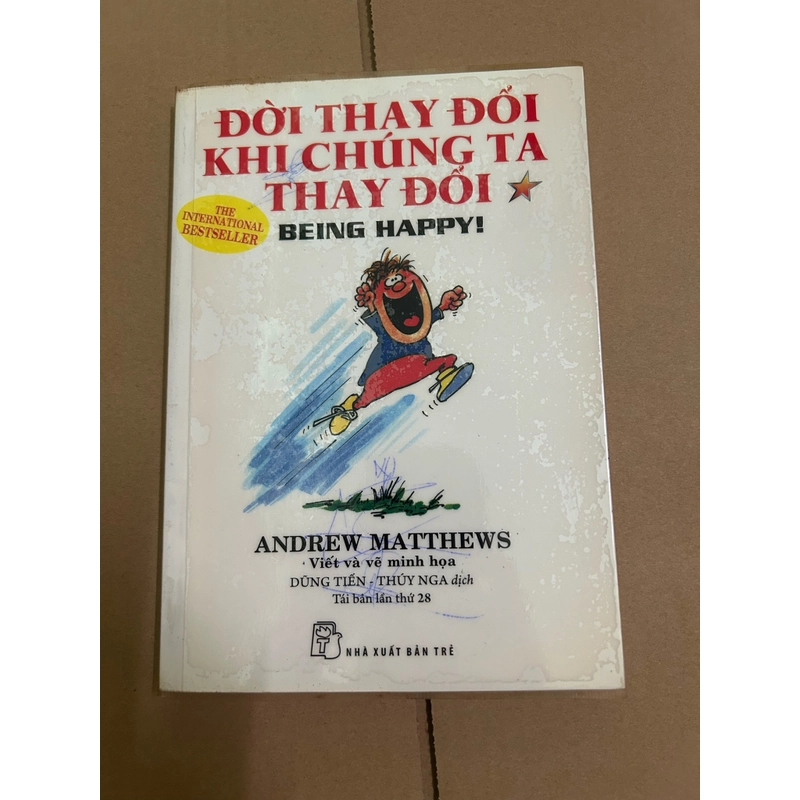 ĐỜI THAY ĐỔI
KHI CHÚNG TA
THAY ĐỔI
THE
INTERNATIONAL
BESTSELLER
BEING HAPPY!
ANDREW MATTHEWS
Viết và vẽ minh họa
DŨNG TIẾN - THÚY NGA dịch
Tái bản lần thứ 28
NHÀ XUẤT BẢN TRẺ